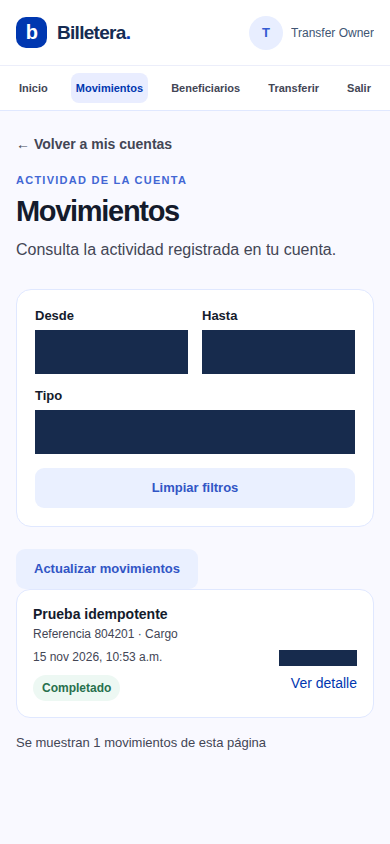 b Billetera.
T Transfer Owner
Inicio Movimientos Beneficiarios Transferir Salir
← Volver a mis cuentas
ACTIVIDAD DE LA CUENTA
Movimientos
Consulta la actividad registrada en tu cuenta.
Desde Hasta
Tipo
Limpiar filtros
Actualizar movimientos
Prueba idempotente
Referencia 804201 · Cargo
15 nov 2026, 10:53 a.m.
Completado
Ver detalle
Se muestran 1 movimientos de esta página